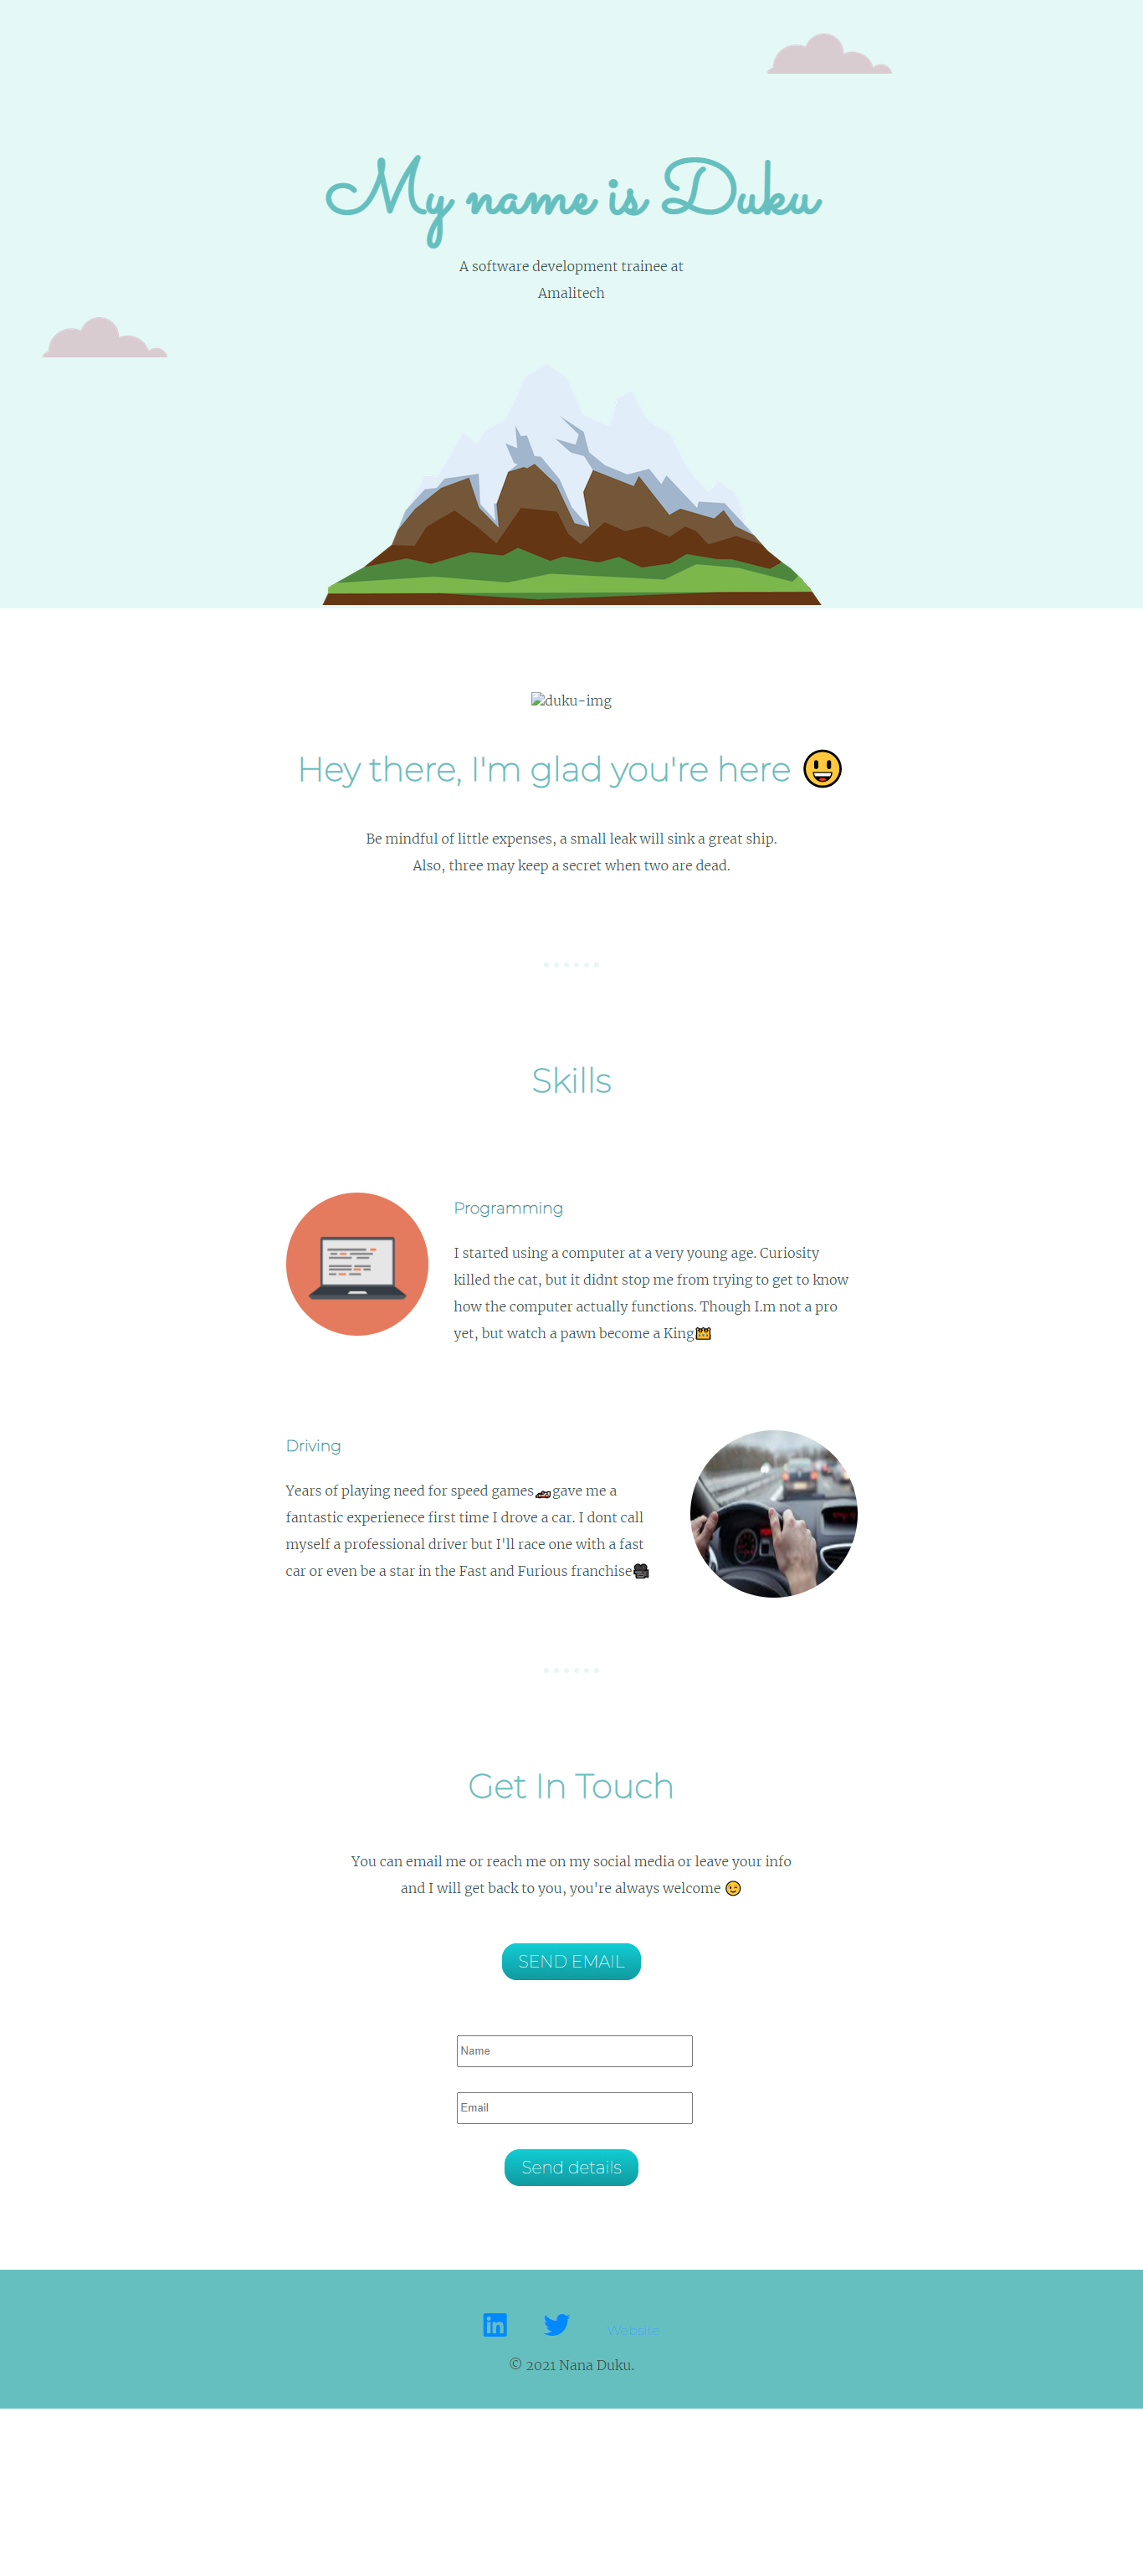 My name is Duku
A software development trainee at
Amalitech
duku-img
Hey there, I'm glad you're here 😃
Be mindful of little expenses, a small leak will sink a great ship.
Also, three may keep a secret when two are dead.
Skills
Programming
I started using a computer at a very young age. Curiosity
killed the cat, but it didnt stop me from trying to get to know
how the computer actually functions. Though I.m not a pro
yet, but watch a pawn become a King👑
Driving
Years of playing need for speed games🏎gave me a
fantastic experienece first time I drove a car. I dont call
myself a professional driver but I'll race one with a fast
car or even be a star in the Fast and Furious franchise🎥
Get In Touch
You can email me or reach me on my social media or leave your info
and I will get back to you, you're always welcome 😉
SEND EMAIL
Name
Email
Send details
in
Website
© 2021 Nana Duku.